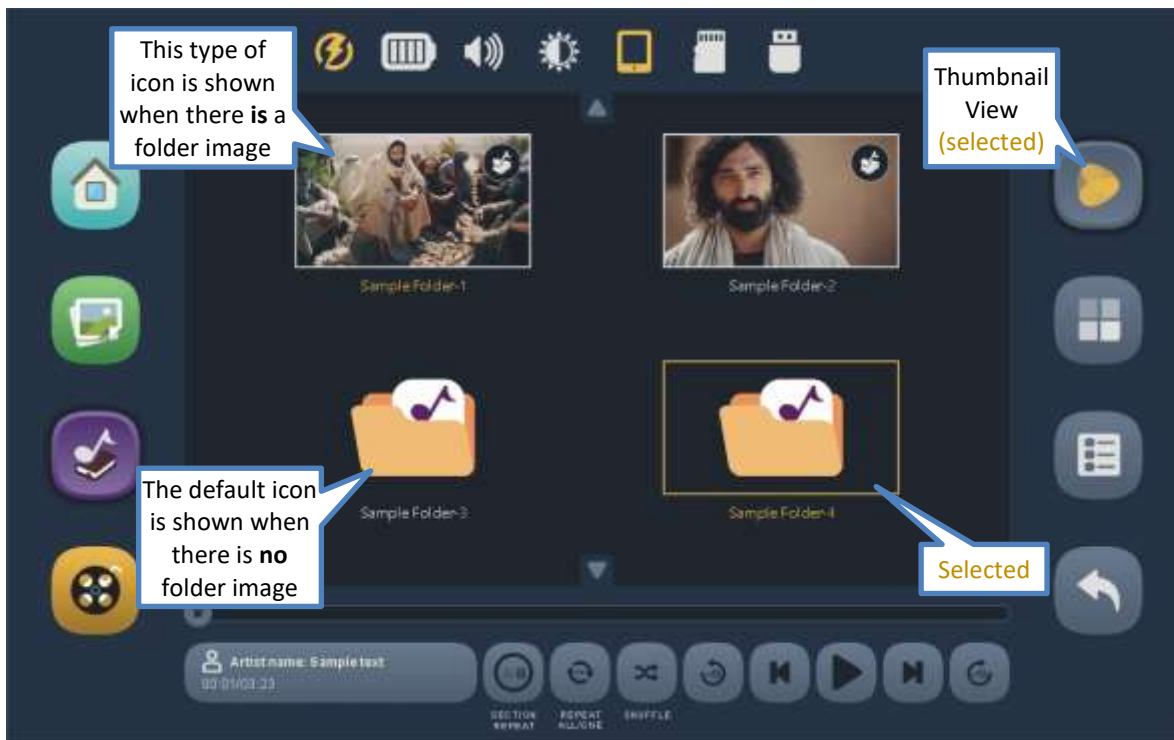 This type of
icon is shown
when there is a
folder image
Thumbnail
View
(selected)
Sample Folder-1
Sample Folder-2
The default icon
is shown when
there is no
folder image
Sample Folder-3
Sample Folder-4
Selected
Artist name: Sample text
00:01/03:23
SECTION
REPEAT
REPEAT
ALL/ONE
SHUFFLE